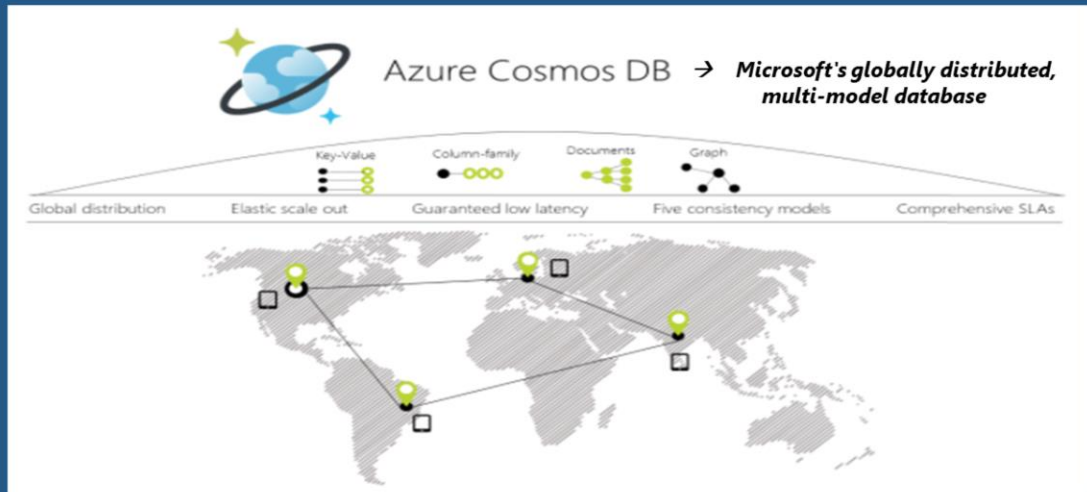 Azure Cosmos DB → Microsoft's globally distributed,
multi-model database
Key-Value Column-family Documents Graph
Global distribution Elastic scale out Guaranteed low latency Five consistency models Comprehensive SLAs